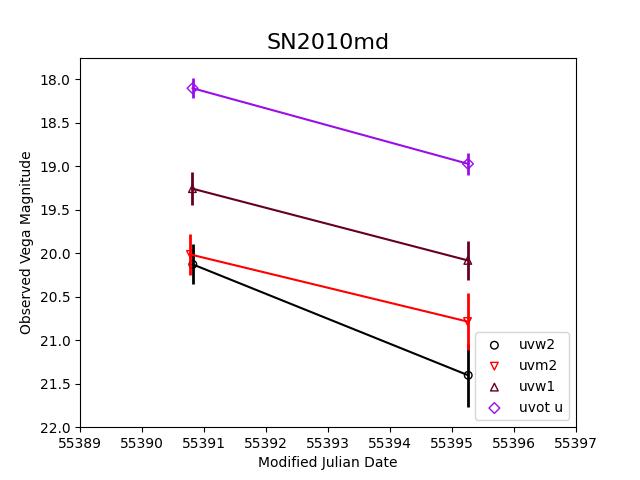 SN2010md
18.0
18.5
19.0
19.5
20.0
20.5
21.0
21.5
22.0
Observed Vega Magnitude
55389 55390 55391 55392 55393 55394 55395 55396 55397
Modified Julian Date
uvw2
uvm2
uvw1
uvot u